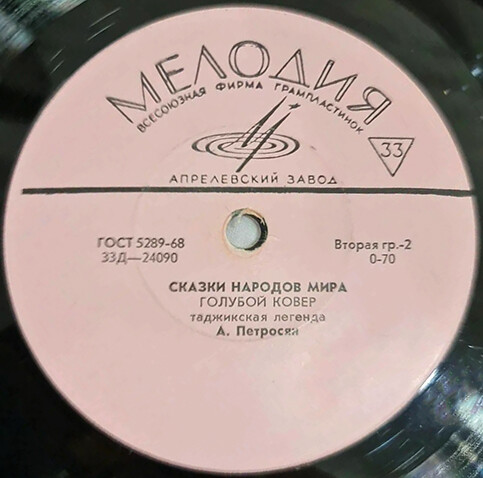 МЕЛОДИЯ
ВСЕСОЮЗНАЯ ФИРМА ГРАМПЛАСТИНОК
33
АПРЕЛЕВСКИЙ ЗАВОД
ГОСТ 5289-68
33Д—24090
Вторая гр.-2
0-70
СКАЗКИ НАРОДОВ МИРА
ГОЛУБОЙ КОВЕР
таджикская легенда
А. Петросян